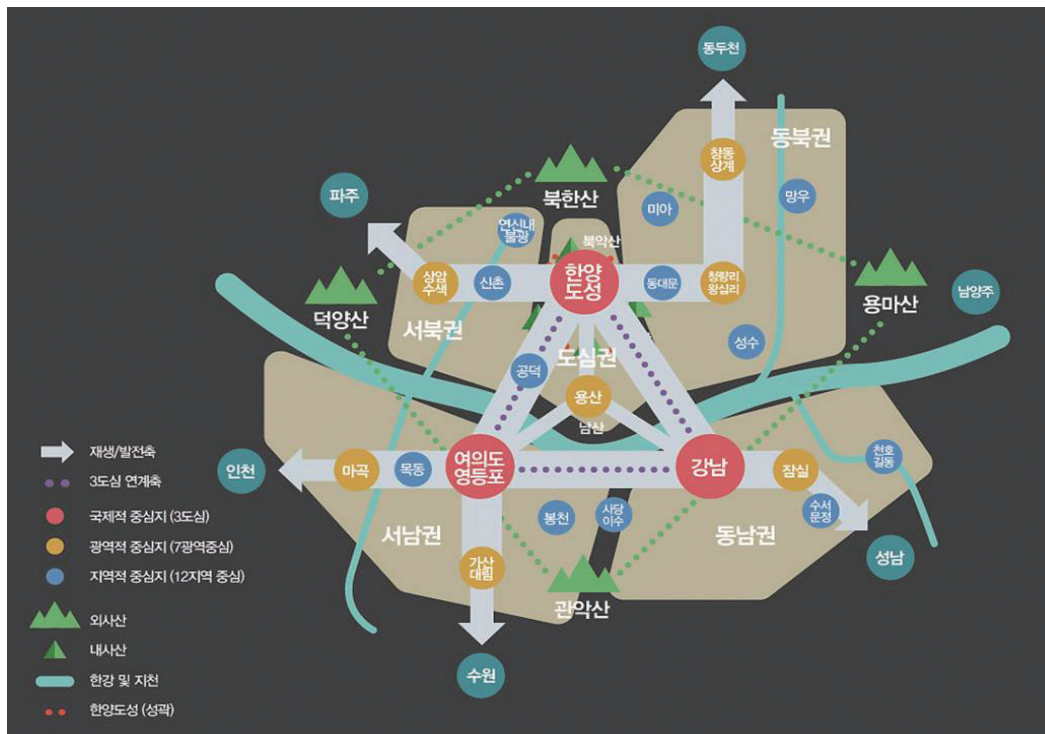 동두천
동북권
창동
상계
북한산
파주
미아
망우
연신내
불광
북악산
한양
도성
상암
수색
신촌
동대문
청량리
왕십리
덕양산
용마산
남양주
서북권
성수
도심권
공덕
용산
남산
재생/발전축
인천
마곡
목동
여의도
영등포
강남
잠실
천호
길동
3도심 연계축
국제적 중심지 (3도심)
광역적 중심지 (7광역중심)
지역적 중심지 (12지역 중심)
서남권
봉천
사당
이수
동남권
수서
문정
성남
가산
대림
관악산
외사산
내사산
수원
한강 및 지천
한양도성 (성곽)